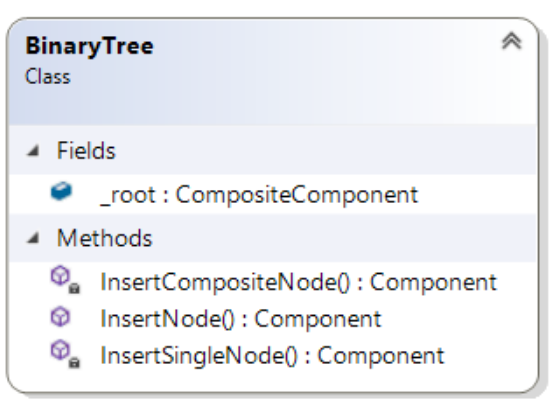 BinaryTree
Class
Fields
_root : CompositeComponent
Methods
InsertCompositeNode() : Component
InsertNode() : Component
InsertSingleNode() : Component